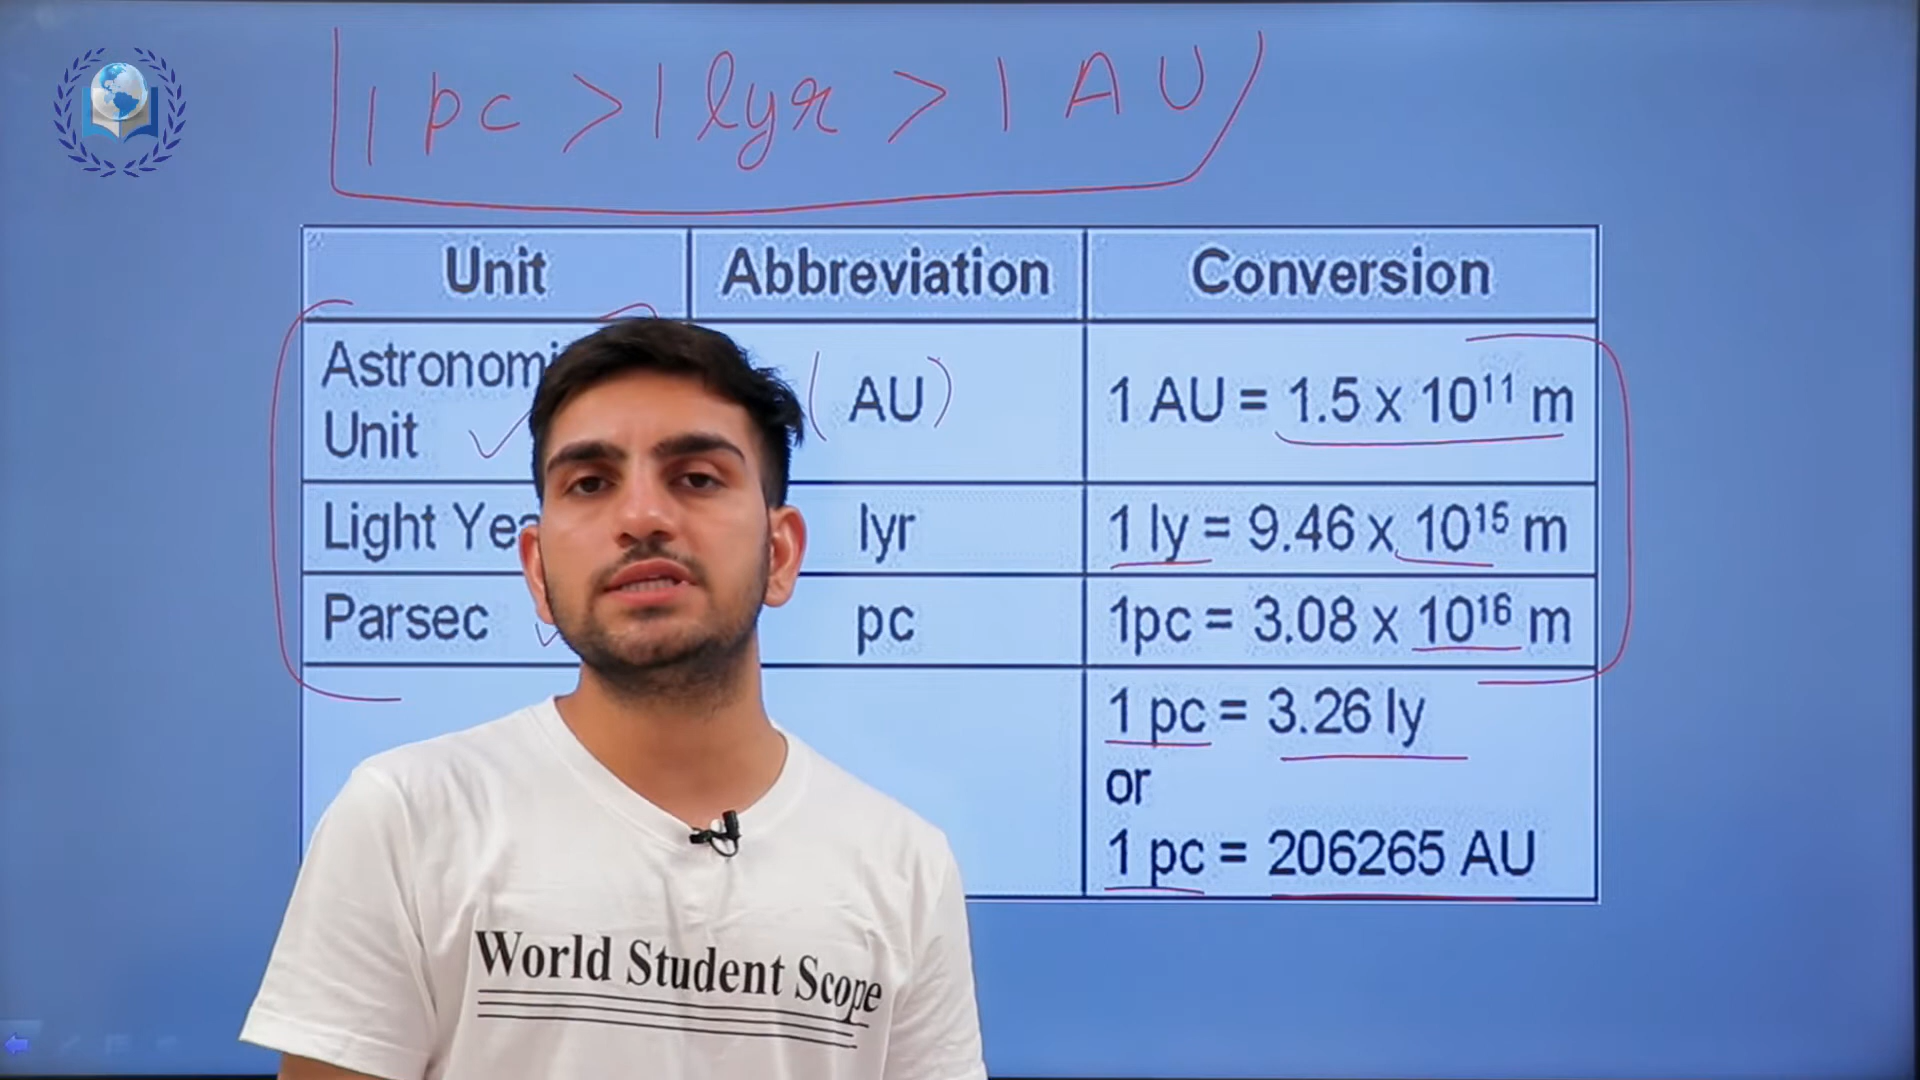 1 pc > 1 lyr > 1 AU
Unit Abbreviation Conversion
Unit AU 1 AU = 1.5 x 10¹¹ m
Light lyr 1 ly = 9.46 x 10¹⁵ m
Parsec pc 1pc = 3.08 x 10¹⁶ m
1 pc = 3.26 ly
or
1 pc = 206265 AU
World Student Scope